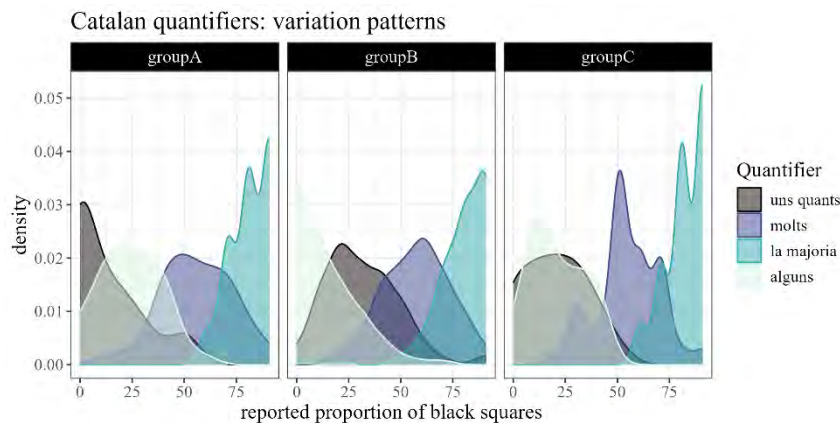 Catalan quantifiers: variation patterns
groupA groupB groupC
0.05
0.04
0.03
0.02
0.01
0.00
density
0 25 50 75 0 25 50 75 0 25 50 75
reported proportion of black squares
Quantifier
uns quants
molts
la majoria
alguns